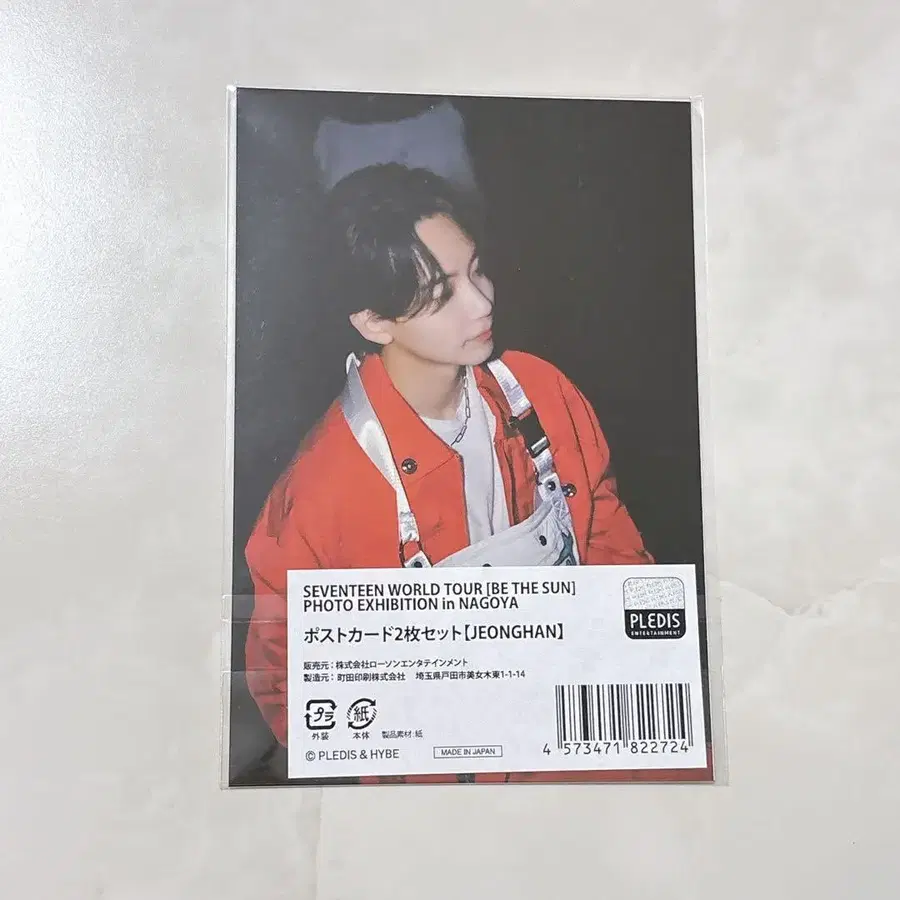 SEVENTEEN WORLD TOUR [BE THE SUN]
PHOTO EXHIBITION in NAGOYA
ポストカード2枚セット【JEONGHAN】
販売元：株式会社ローソンエンタテインメント
製造元：町田印刷株式会社　埼玉県戸田市美女木東1-1-14
PLEDIS
ENTERTAINMENT
プラ
外装
紙
本体
製品素材:紙
© PLEDIS & HYBE
MADE IN JAPAN
4 573471 822724